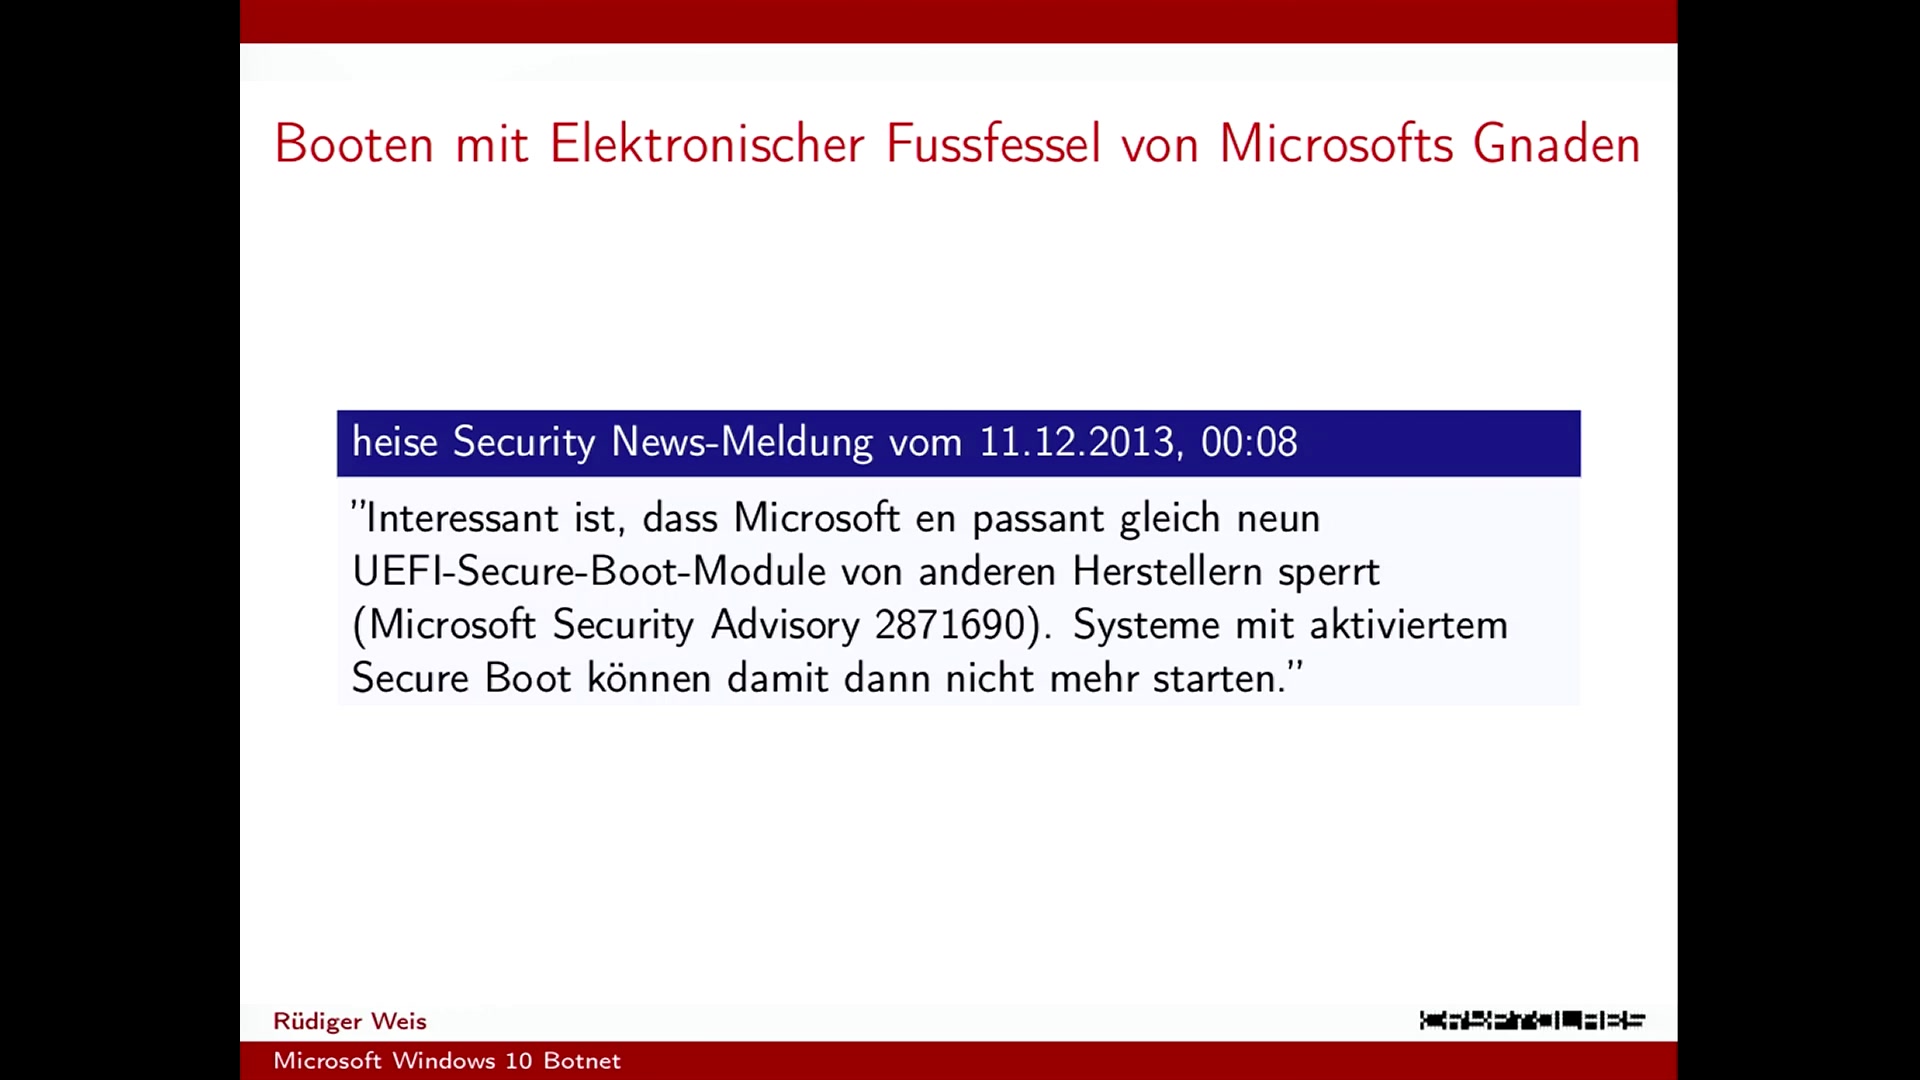 Booten mit Elektronischer Fussfessel von Microsofts Gnaden
heise Security News-Meldung vom 11.12.2013, 00:08
"Interessant ist, dass Microsoft en passant gleich neun
UEFI-Secure-Boot-Module von anderen Herstellern sperrt
(Microsoft Security Advisory 2871690). Systeme mit aktiviertem
Secure Boot können damit dann nicht mehr starten."
Rüdiger Weis
Microsoft Windows 10 Botnet